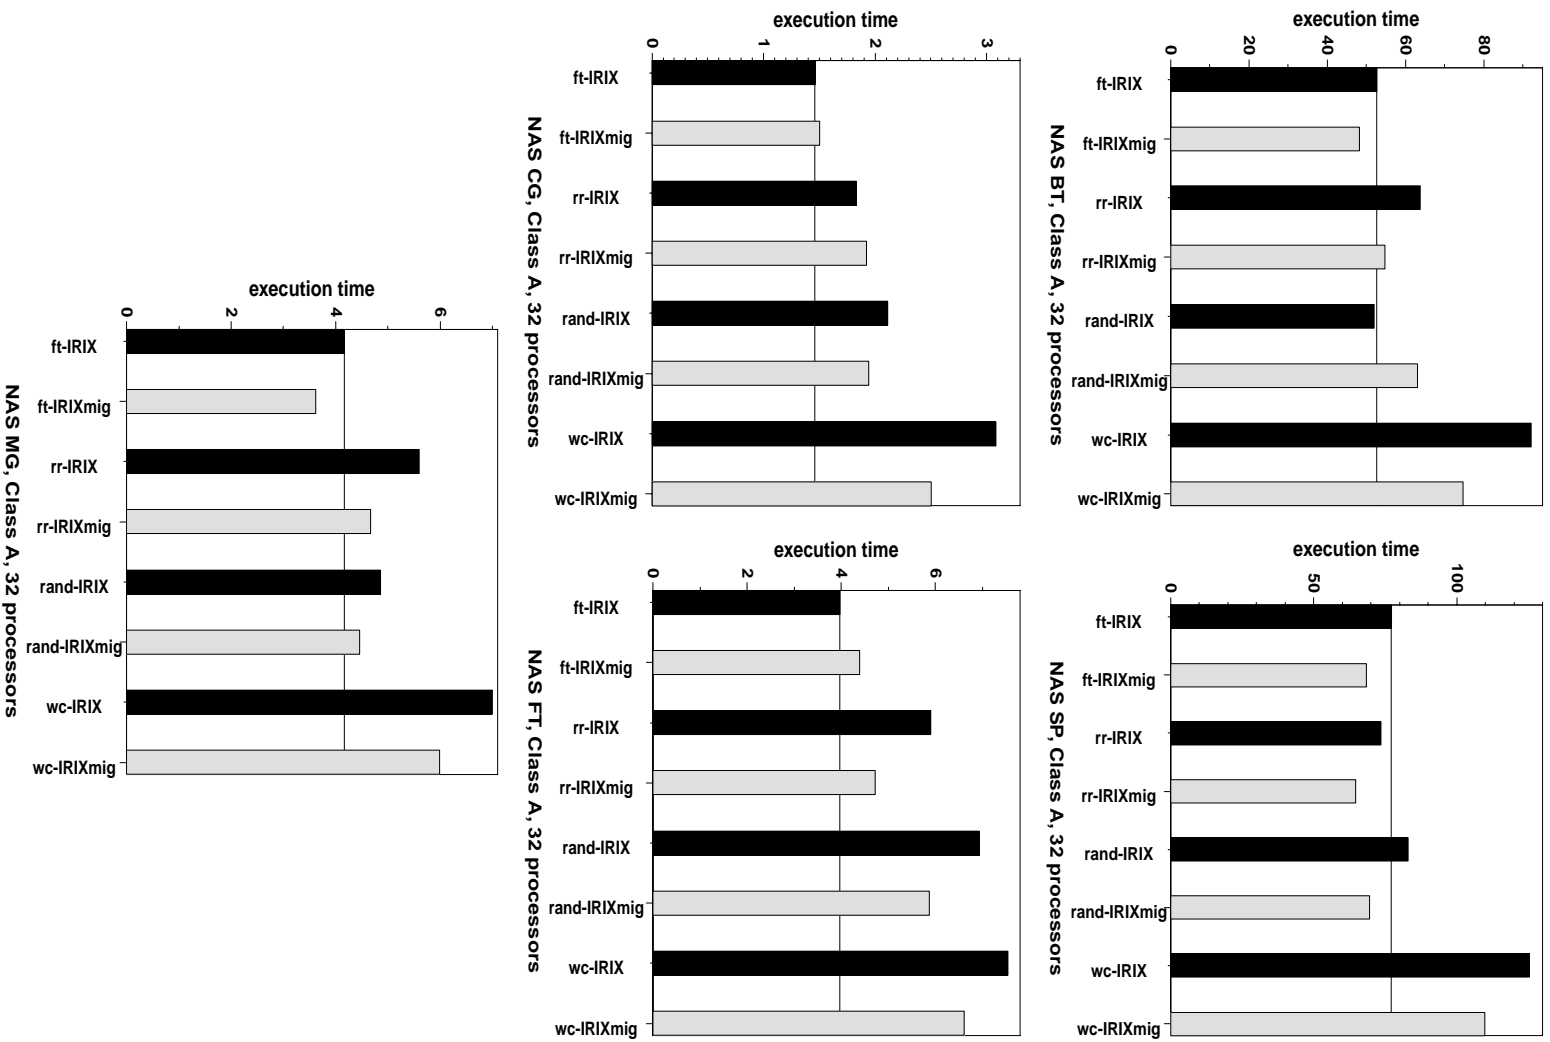 execution time
0 20 40 60 80
ft-IRIX
ft-IRIXmig
rr-IRIX
rr-IRIXmig
rand-IRIX
rand-IRIXmig
wc-IRIX
wc-IRIXmig
NAS BT, Class A, 32 processors
execution time
0 50 100
ft-IRIX
ft-IRIXmig
rr-IRIX
rr-IRIXmig
rand-IRIX
rand-IRIXmig
wc-IRIX
wc-IRIXmig
NAS SP, Class A, 32 processors
execution time
0 1 2 3
ft-IRIX
ft-IRIXmig
rr-IRIX
rr-IRIXmig
rand-IRIX
rand-IRIXmig
wc-IRIX
wc-IRIXmig
NAS CG, Class A, 32 processors
execution time
0 2 4 6
ft-IRIX
ft-IRIXmig
rr-IRIX
rr-IRIXmig
rand-IRIX
rand-IRIXmig
wc-IRIX
wc-IRIXmig
NAS FT, Class A, 32 processors
execution time
0 2 4 6
ft-IRIX
ft-IRIXmig
rr-IRIX
rr-IRIXmig
rand-IRIX
rand-IRIXmig
wc-IRIX
wc-IRIXmig
NAS MG, Class A, 32 processors